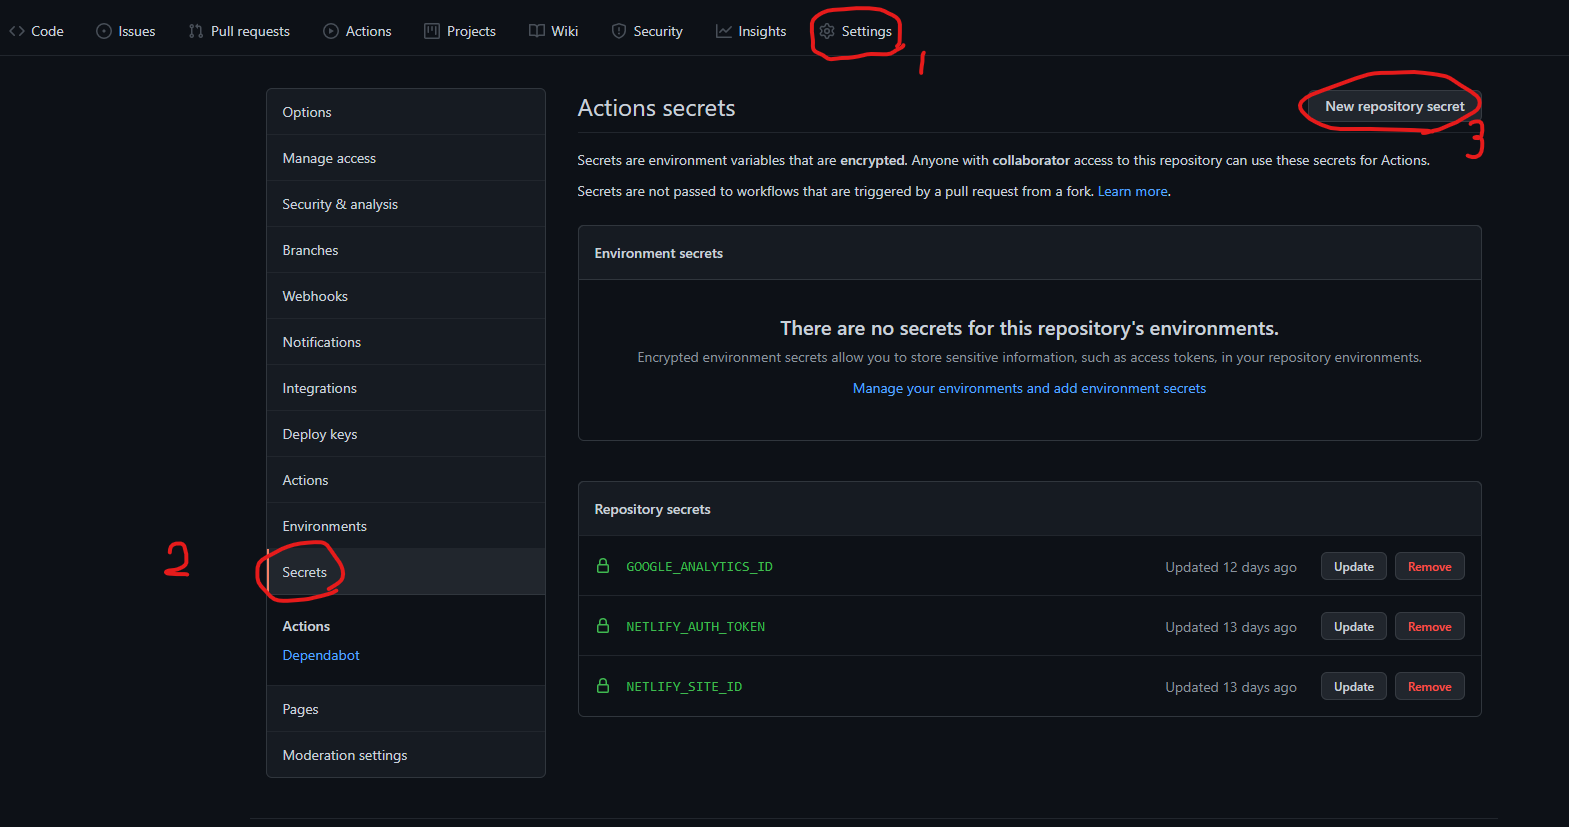 Code Issues Pull requests Actions Projects Wiki Security Insights Settings
1
Options
Manage access
Security & analysis
Branches
Webhooks
Notifications
Integrations
Deploy keys
Actions
Environments
2
Secrets
Actions
Dependabot
Pages
Moderation settings
Actions secrets
New repository secret
3
Secrets are environment variables that are encrypted. Anyone with collaborator access to this repository can use these secrets for Actions.
Secrets are not passed to workflows that are triggered by a pull request from a fork. Learn more.
Environment secrets
There are no secrets for this repository's environments.
Encrypted environment secrets allow you to store sensitive information, such as access tokens, in your repository environments.
Manage your environments and add environment secrets
Repository secrets
GOOGLE_ANALYTICS_ID Updated 12 days ago Update Remove
NETLIFY_AUTH_TOKEN Updated 13 days ago Update Remove
NETLIFY_SITE_ID Updated 13 days ago Update Remove